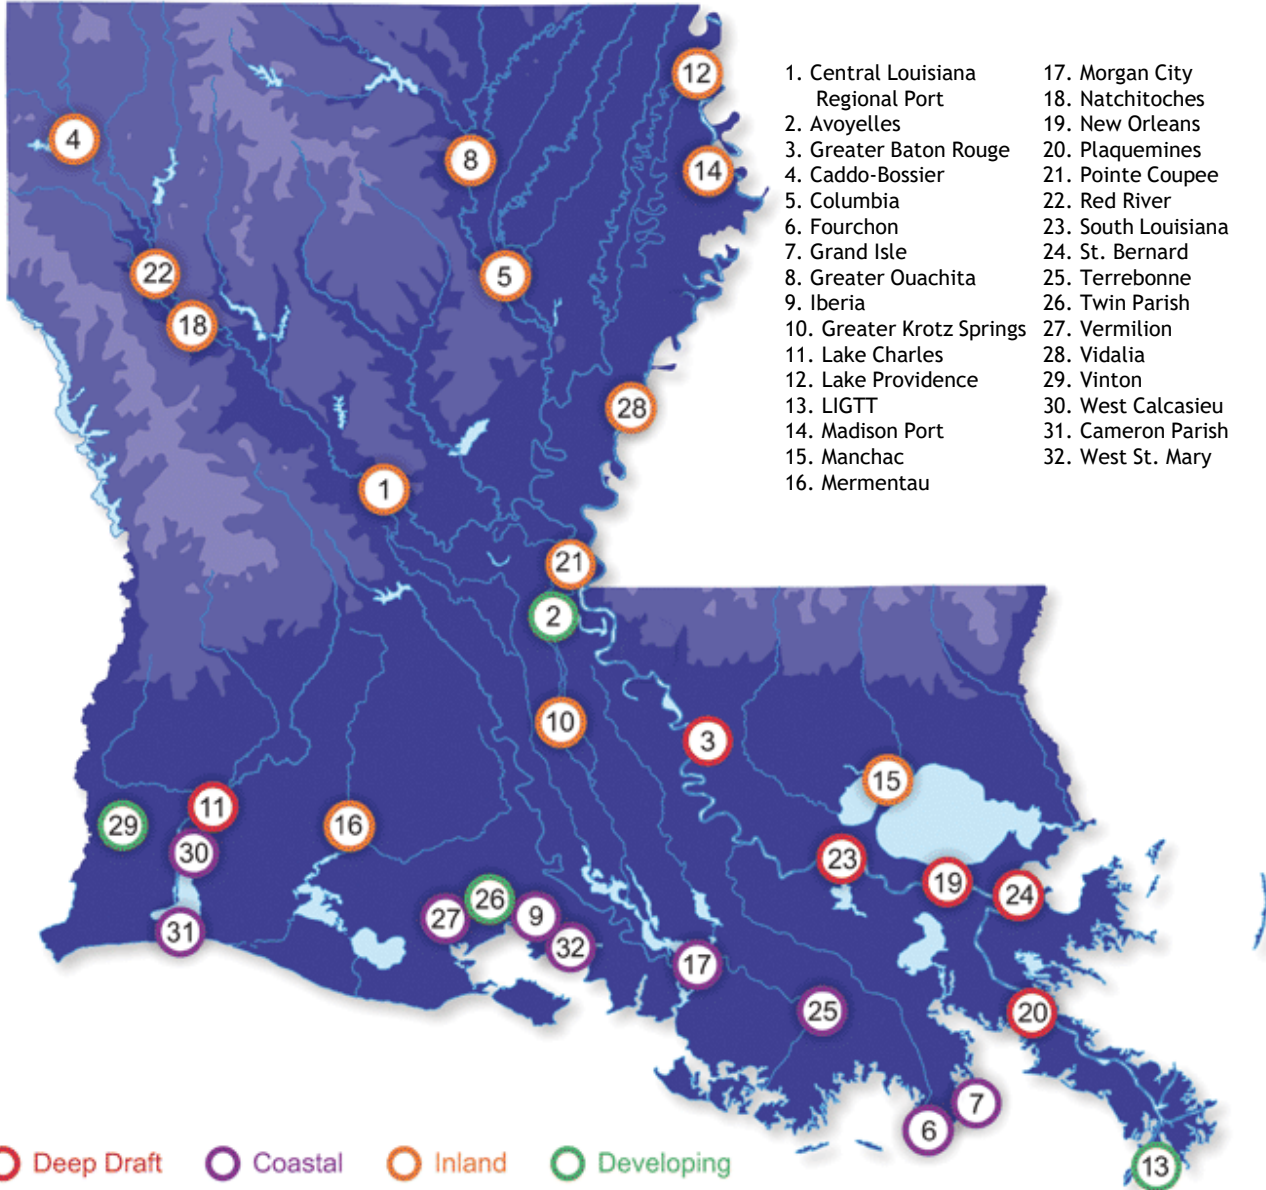 1. Central Louisiana
Regional Port
2. Avoyelles
3. Greater Baton Rouge
4. Caddo-Bossier
5. Columbia
6. Fourchon
7. Grand Isle
8. Greater Ouachita
9. Iberia
10. Greater Krotz Springs
11. Lake Charles
12. Lake Providence
13. LIGTT
14. Madison Port
15. Manchac
16. Mermentau
17. Morgan City
18. Natchitoches
19. New Orleans
20. Plaquemines
21. Pointe Coupee
22. Red River
23. South Louisiana
24. St. Bernard
25. Terrebonne
26. Twin Parish
27. Vermilion
28. Vidalia
29. Vinton
30. West Calcasieu
31. Cameron Parish
32. West St. Mary
12
4
8
14
22
5
18
28
1
21
2
10
3
15
11
29
16
30
23
19
24
26
27
9
31
32
17
25
20
7
6
13
Deep Draft
Coastal
Inland
Developing